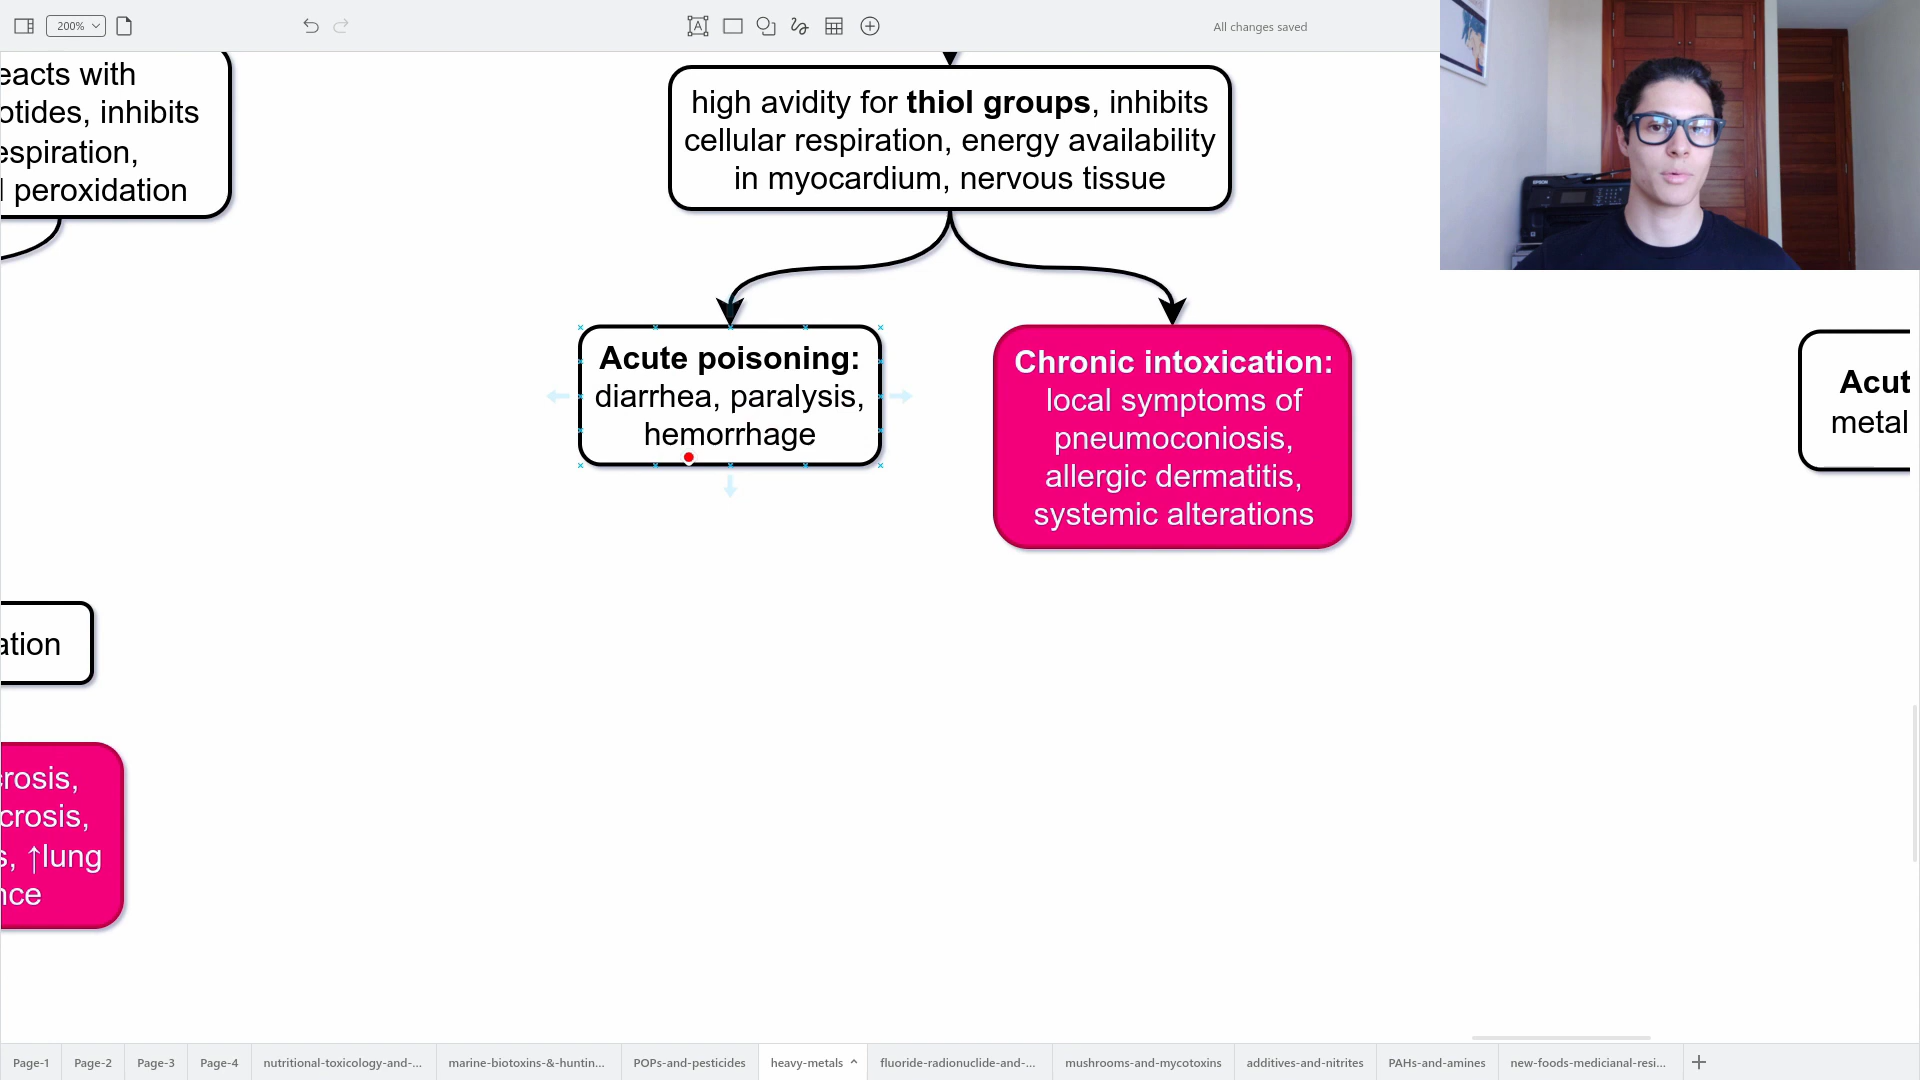 200%
All changes saved
eacts with
otides, inhibits
espiration,
peroxidation
high avidity for thiol groups, inhibits
cellular respiration, energy availability
in myocardium, nervous tissue
Acute poisoning:
diarrhea, paralysis,
hemorrhage
Chronic intoxication:
local symptoms of
pneumoconiosis,
allergic dermatitis,
systemic alterations
Acut
metal
ation
crosis,
crosis,
s, ↑lung
nce
EPSON
Page-1
Page-2
Page-3
Page-4
nutritional-toxicology-and-...
marine-biotoxins-&-huntin...
POPs-and-pesticides
heavy-metals
fluoride-radionuclide-and-...
mushrooms-and-mycotoxins
additives-and-nitrites
PAHs-and-amines
new-foods-medicianal-resi...